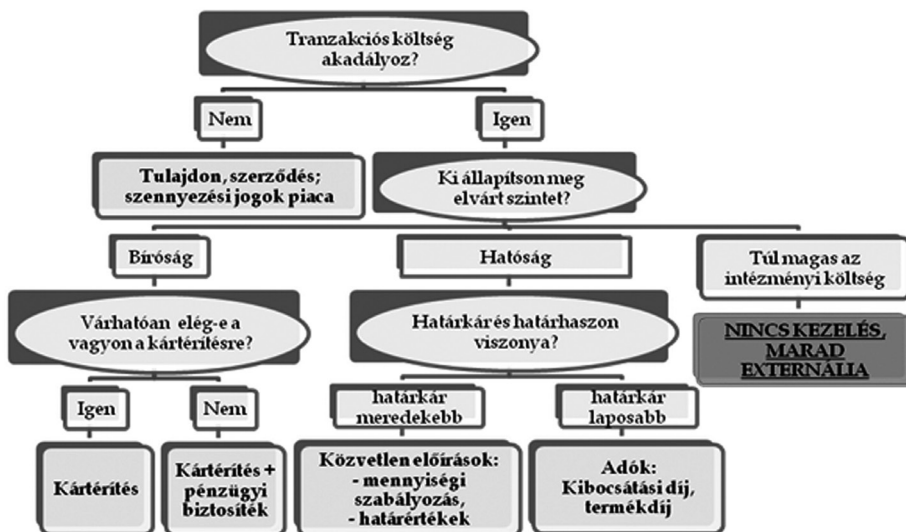 Tranzakciós költség
akadályoz?
Nem
Igen
Tulajdon, szerződés;
szennyezési jogok piaca
Ki állapítson meg
elvárt szintet?
Bíróság
Hatóság
Túl magas az
intézményi költség
Várhatóan elég-e a
vagyon a kártérítésre?
Határkár és határhaszon
viszonya?
NINCS KEZELÉS,
MARAD
EXTERNÁLIA
Igen
Nem
határkár
meredekebb
határkár
laposabb
Kártérítés
Kártérítés +
pénzügyi
biztosíték
Közvetlen előírások:
- mennyiségi
szabályozás,
- határértékek
Adók:
Kibocsátási díj,
termékdíj